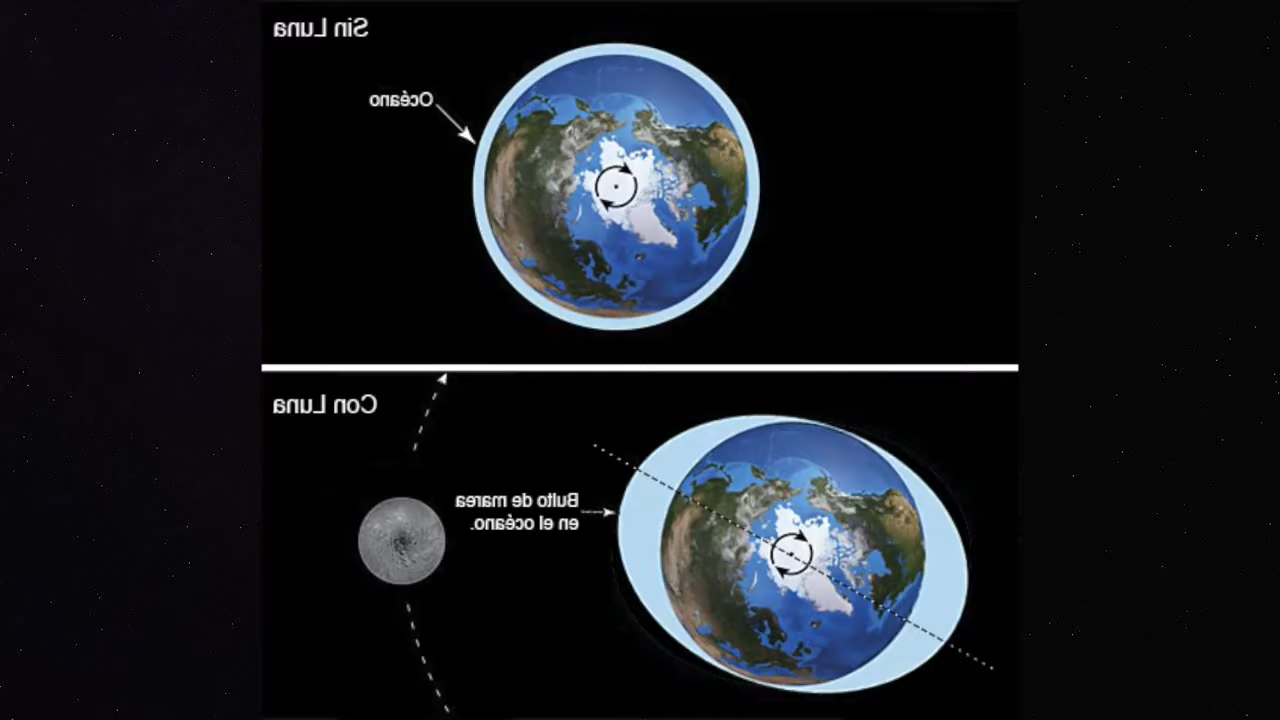 Sin Luna
Océano
Con Luna
Bulto de marea
en el océano.